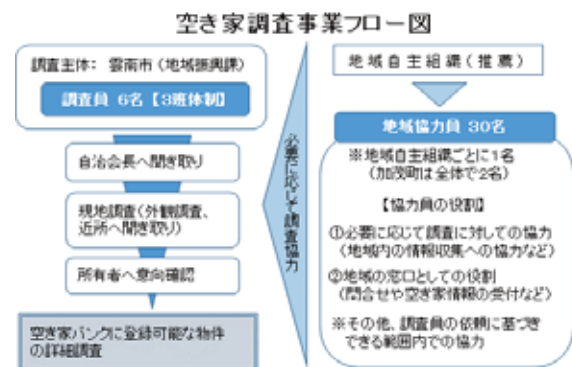 空き家調査事業フロー図
調査主体: 雲南市(地域振興課)
調査員 6名【3班体制】
自治会長へ聞き取り
現地調査(外観調査、
近所へ聞き取り)
所有者へ意向確認
空き家バンクに登録可能な物件
の詳細調査
必要に応じて調査協力
地域自主組織(推薦)
地域協力員 30名
※地域自主組織ごとに1名
(加茂町は全体で2名)
【協力員の役割】
①必要に応じて調査に対しての協力
(地域内の情報収集への協力など)
②地域の窓口としての役割
(問合せや空き家情報の受付など)
※その他、調査員の依頼に基づき
できる範囲内での協力